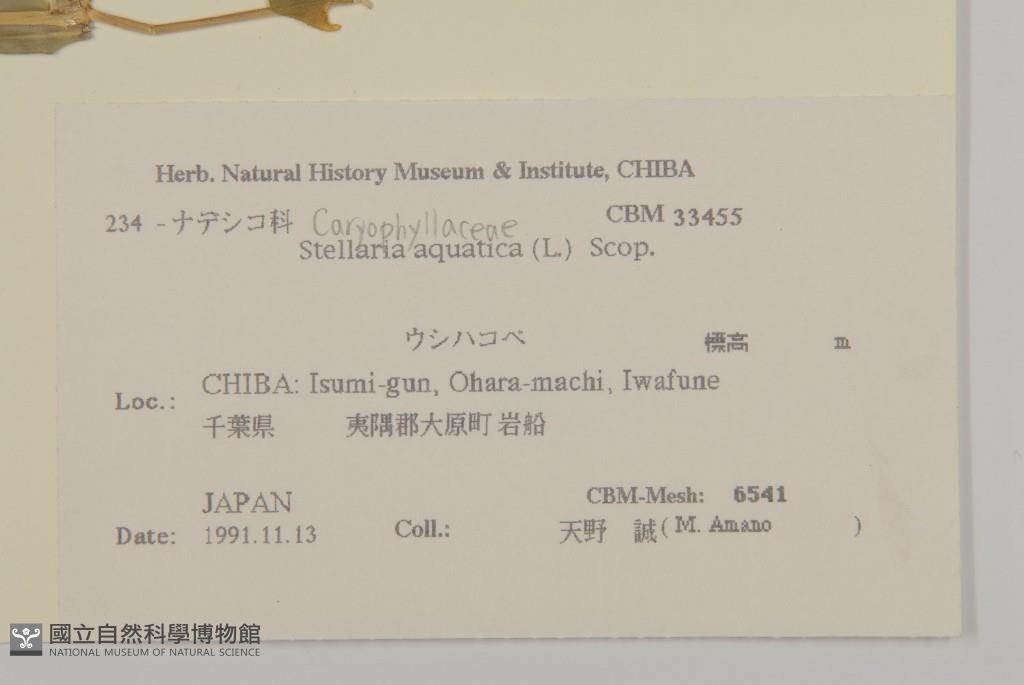 Herb. Natural History Museum & Institute, CHIBA
234 - ナデシコ科 Caryophyllaceae CBM 33455
Stellaria aquatica (L.) Scop.
ウシハコベ 標高 m
Loc.: CHIBA: Isumi-gun, Ohara-machi, Iwafune
千葉県 夷隅郡大原町 岩船
JAPAN CBM-Mesh: 6541
Date: 1991.11.13 Coll.: 天野 誠 ( M. Amano )
國立自然科學博物館
NATIONAL MUSEUM OF NATURAL SCIENCE